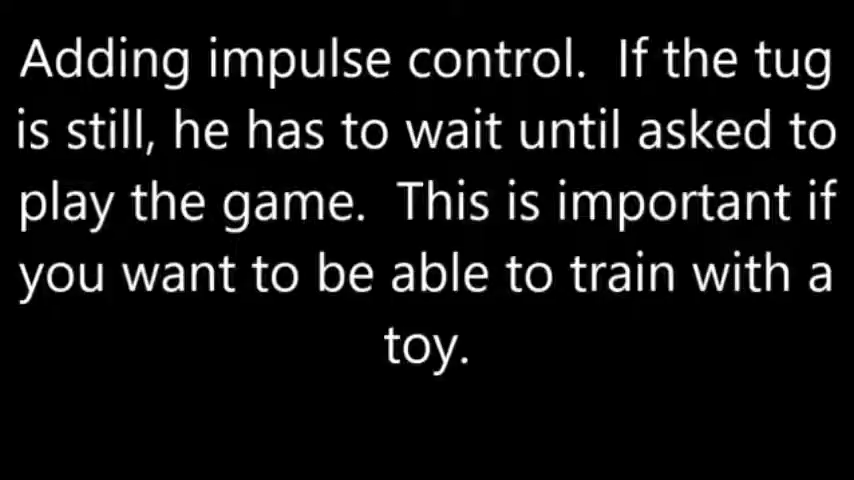 Adding impulse control.  If the tug
is still, he has to wait until asked to
play the game.  This is important if
you want to be able to train with a
toy.